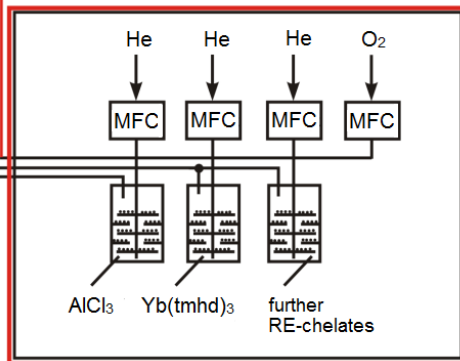 He He He O₂
MFC MFC MFC MFC
AlCl₃ Yb(tmhd)₃ further
RE-chelates